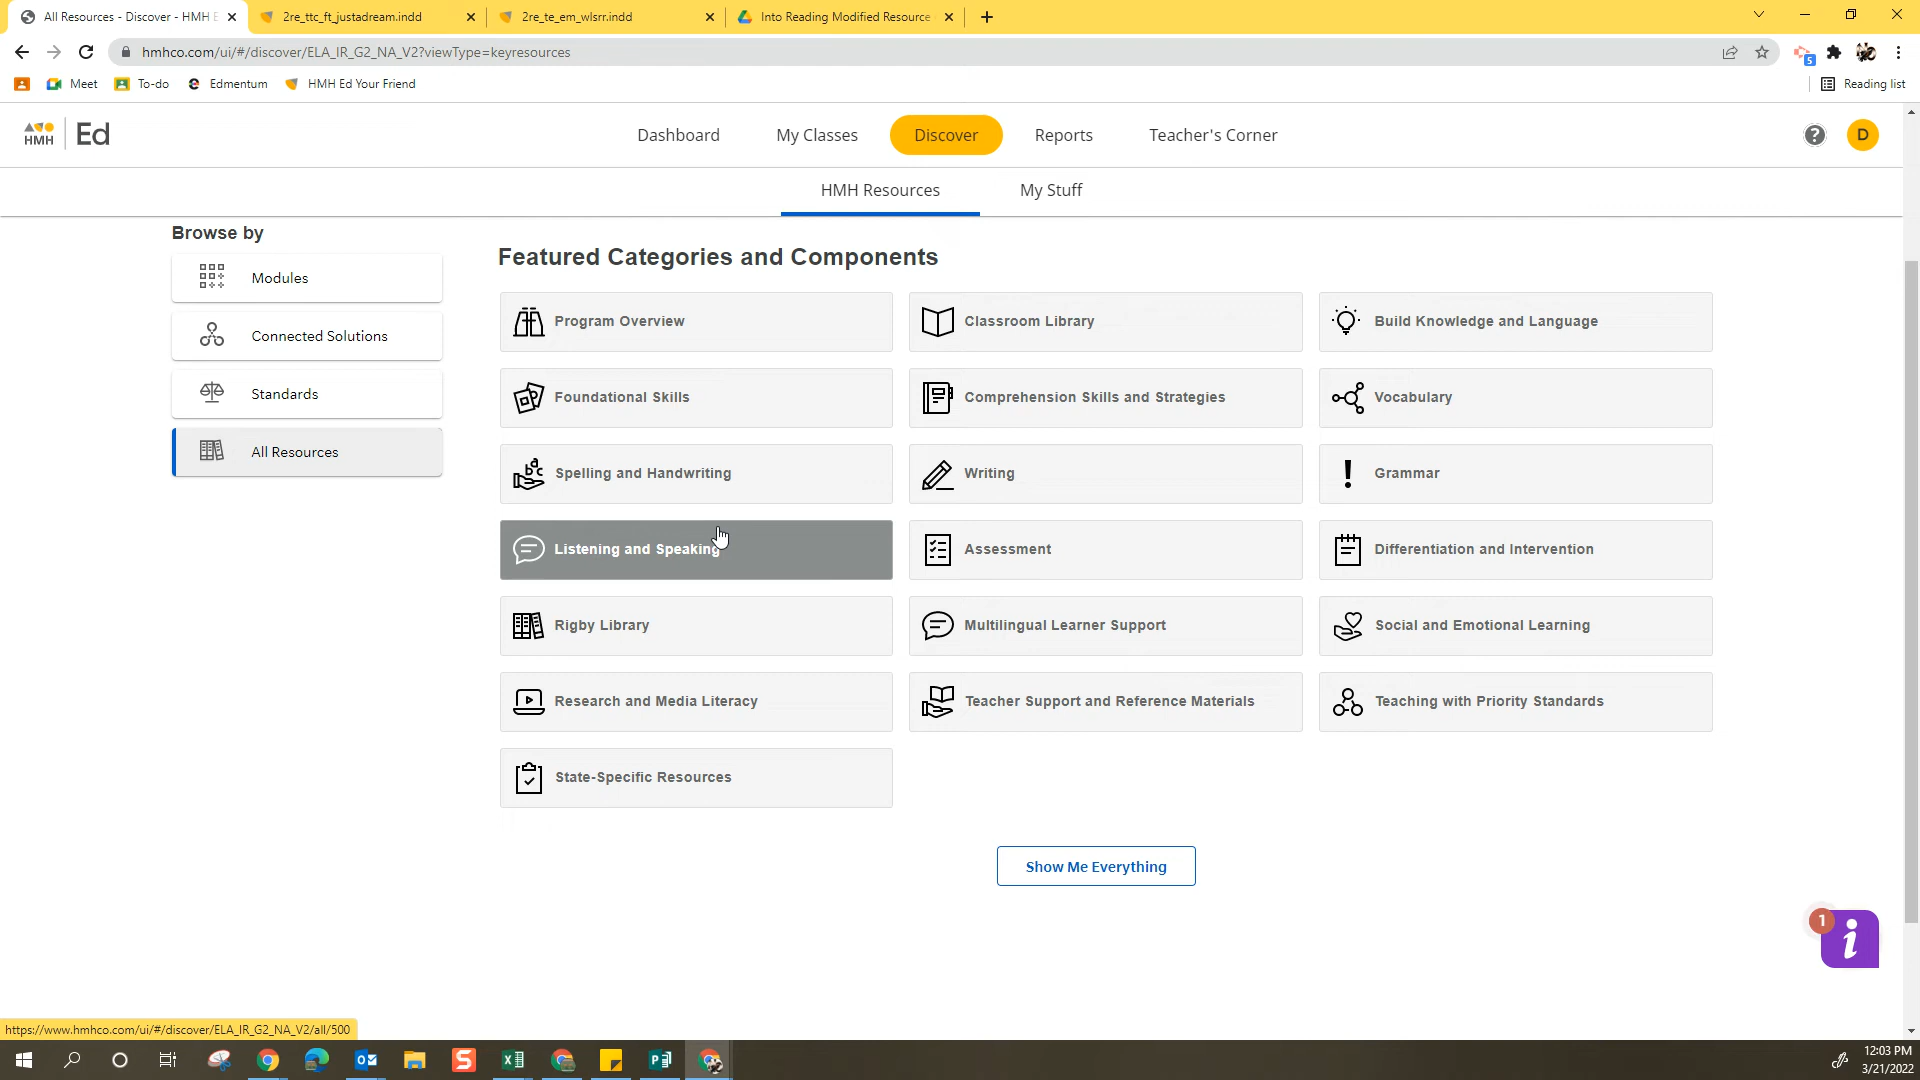 All Resources - Discover - HMH E
2re_ttc_ft_justadream.indd
2re_te_em_wlsrr.indd
Into Reading Modified Resource
hmhco.com/ui/#/discover/ELA_IR_G2_NA_V2?viewType=keyresources
5
Meet
To-do
Edmentum
HMH Ed Your Friend
Reading list
HMH
Ed
Dashboard
My Classes
Discover
Reports
Teacher's Corner
?
D
HMH Resources
My Stuff
Browse by
Modules
Connected Solutions
Standards
All Resources
Featured Categories and Components
Program Overview
Classroom Library
Build Knowledge and Language
Foundational Skills
Comprehension Skills and Strategies
Vocabulary
Spelling and Handwriting
Writing
Grammar
Listening and Speaking
Assessment
Differentiation and Intervention
Rigby Library
Multilingual Learner Support
Social and Emotional Learning
Research and Media Literacy
Teacher Support and Reference Materials
Teaching with Priority Standards
State-Specific Resources
Show Me Everything
1
i
https://www.hmhco.com/ui/#/discover/ELA_IR_G2_NA_V2/all/500
12:03 PM
3/21/2022